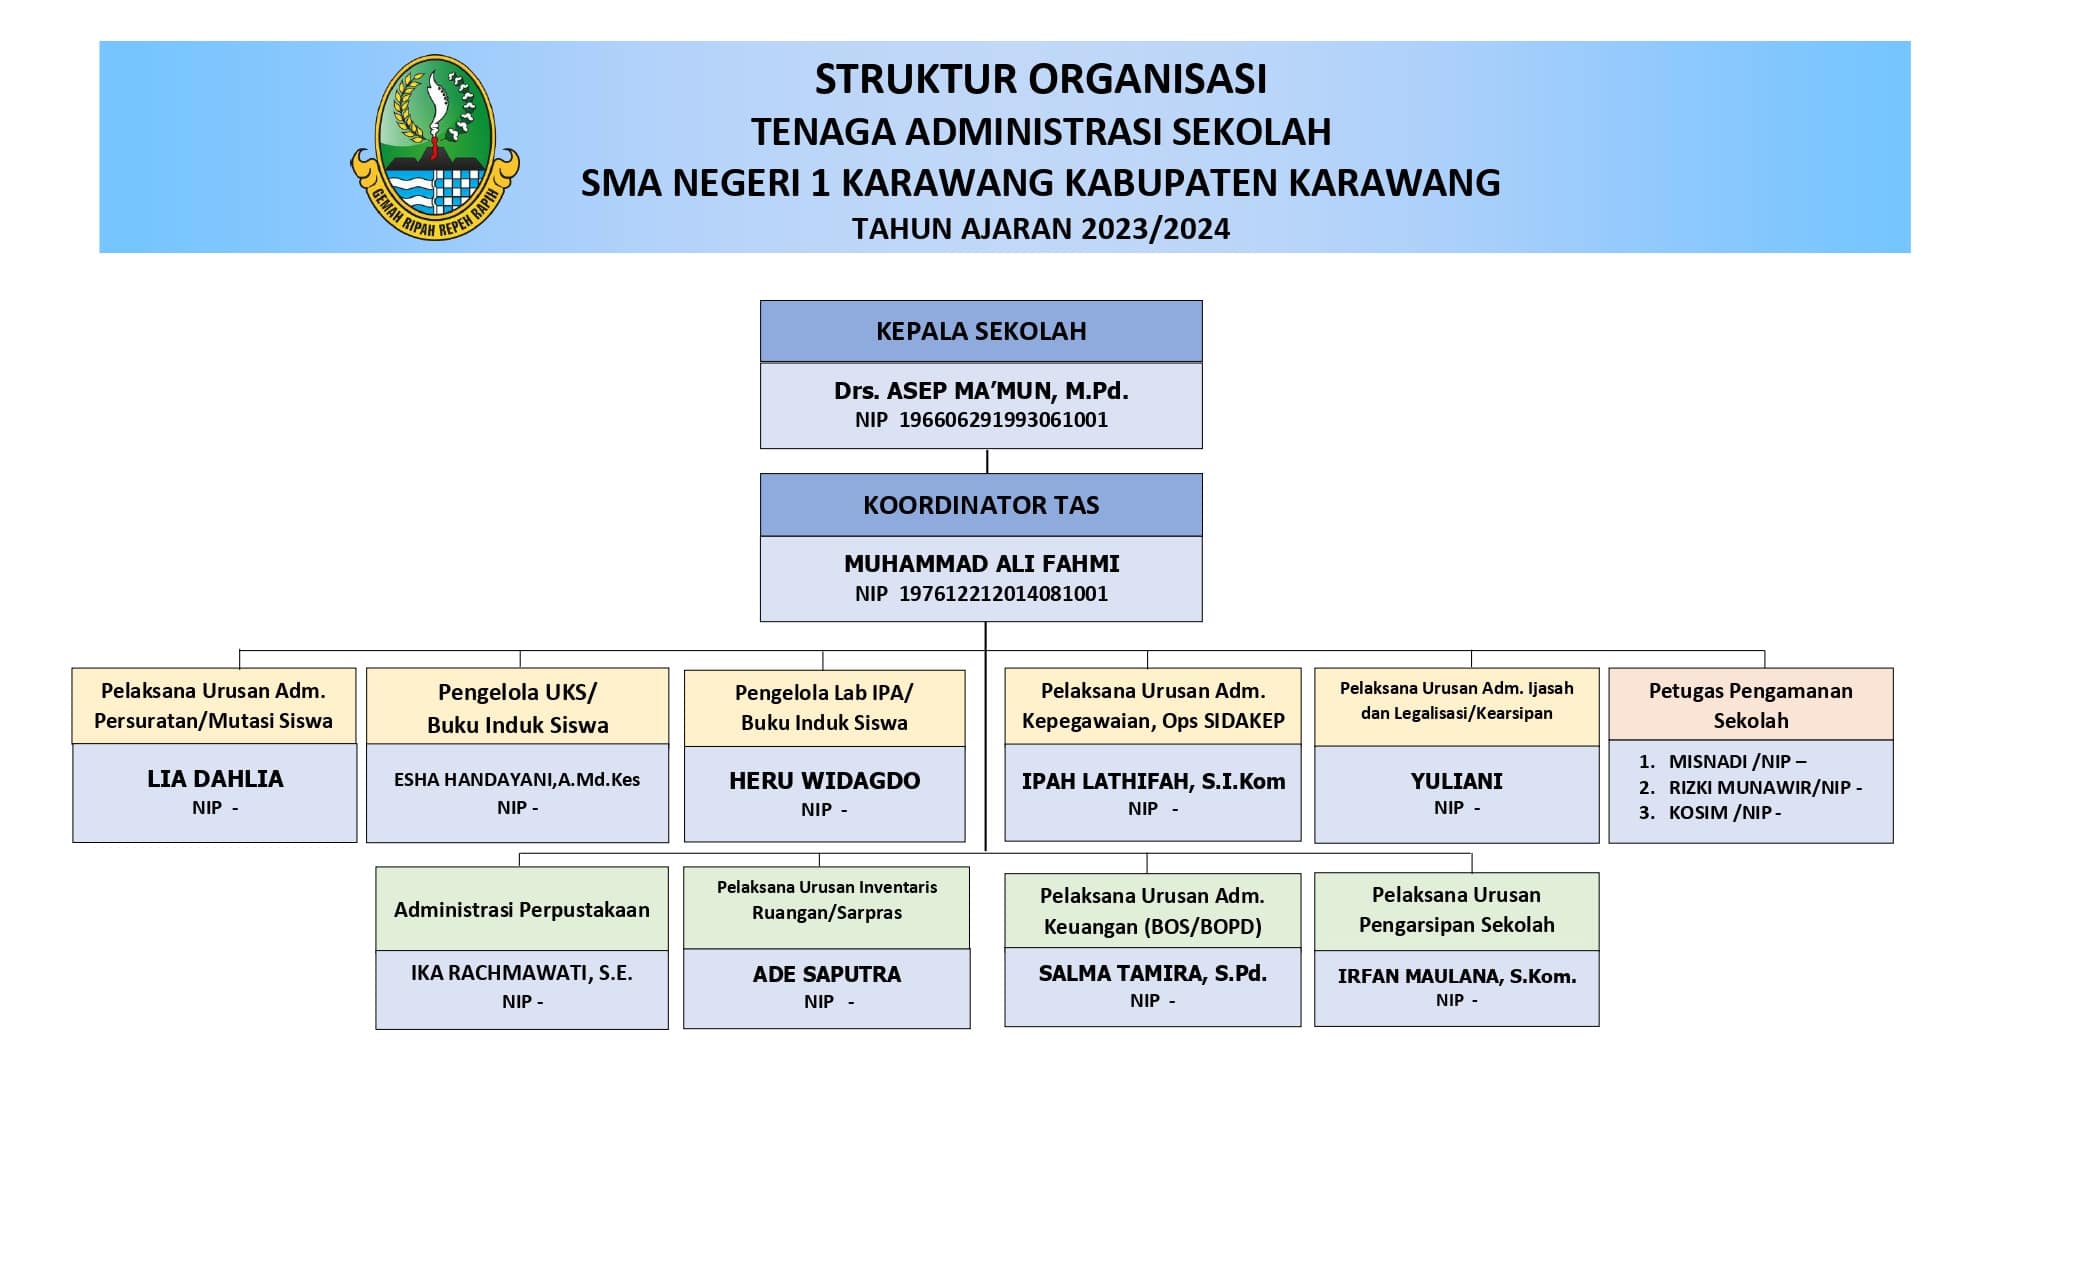 STRUKTUR ORGANISASI
TENAGA ADMINISTRASI SEKOLAH
SMA NEGERI 1 KARAWANG KABUPATEN KARAWANG
TAHUN AJARAN 2023/2024
GEMAH RIPAH REPEH RAPIH
KEPALA SEKOLAH
Drs. ASEP MA’MUN, M.Pd.
NIP 196606291993061001
KOORDINATOR TAS
MUHAMMAD ALI FAHMI
NIP 197612212014081001
Pelaksana Urusan Adm.
Persuratan/Mutasi Siswa
LIA DAHLIA
NIP -
Pengelola UKS/
Buku Induk Siswa
ESHA HANDAYANI,A.Md.Kes
NIP -
Pengelola Lab IPA/
Buku Induk Siswa
HERU WIDAGDO
NIP -
Pelaksana Urusan Adm.
Kepegawaian, Ops SIDAKEP
IPAH LATHIFAH, S.I.Kom
NIP -
Pelaksana Urusan Adm. Ijasah
dan Legalisasi/Kearsipan
YULIANI
NIP -
Petugas Pengamanan
Sekolah
1. MISNADI /NIP –
2. RIZKI MUNAWIR/NIP -
3. KOSIM /NIP -
Administrasi Perpustakaan
IKA RACHMAWATI, S.E.
NIP -
Pelaksana Urusan Inventaris
Ruangan/Sarpras
ADE SAPUTRA
NIP -
Pelaksana Urusan Adm.
Keuangan (BOS/BOPD)
SALMA TAMIRA, S.Pd.
NIP -
Pelaksana Urusan
Pengarsipan Sekolah
IRFAN MAULANA, S.Kom.
NIP -